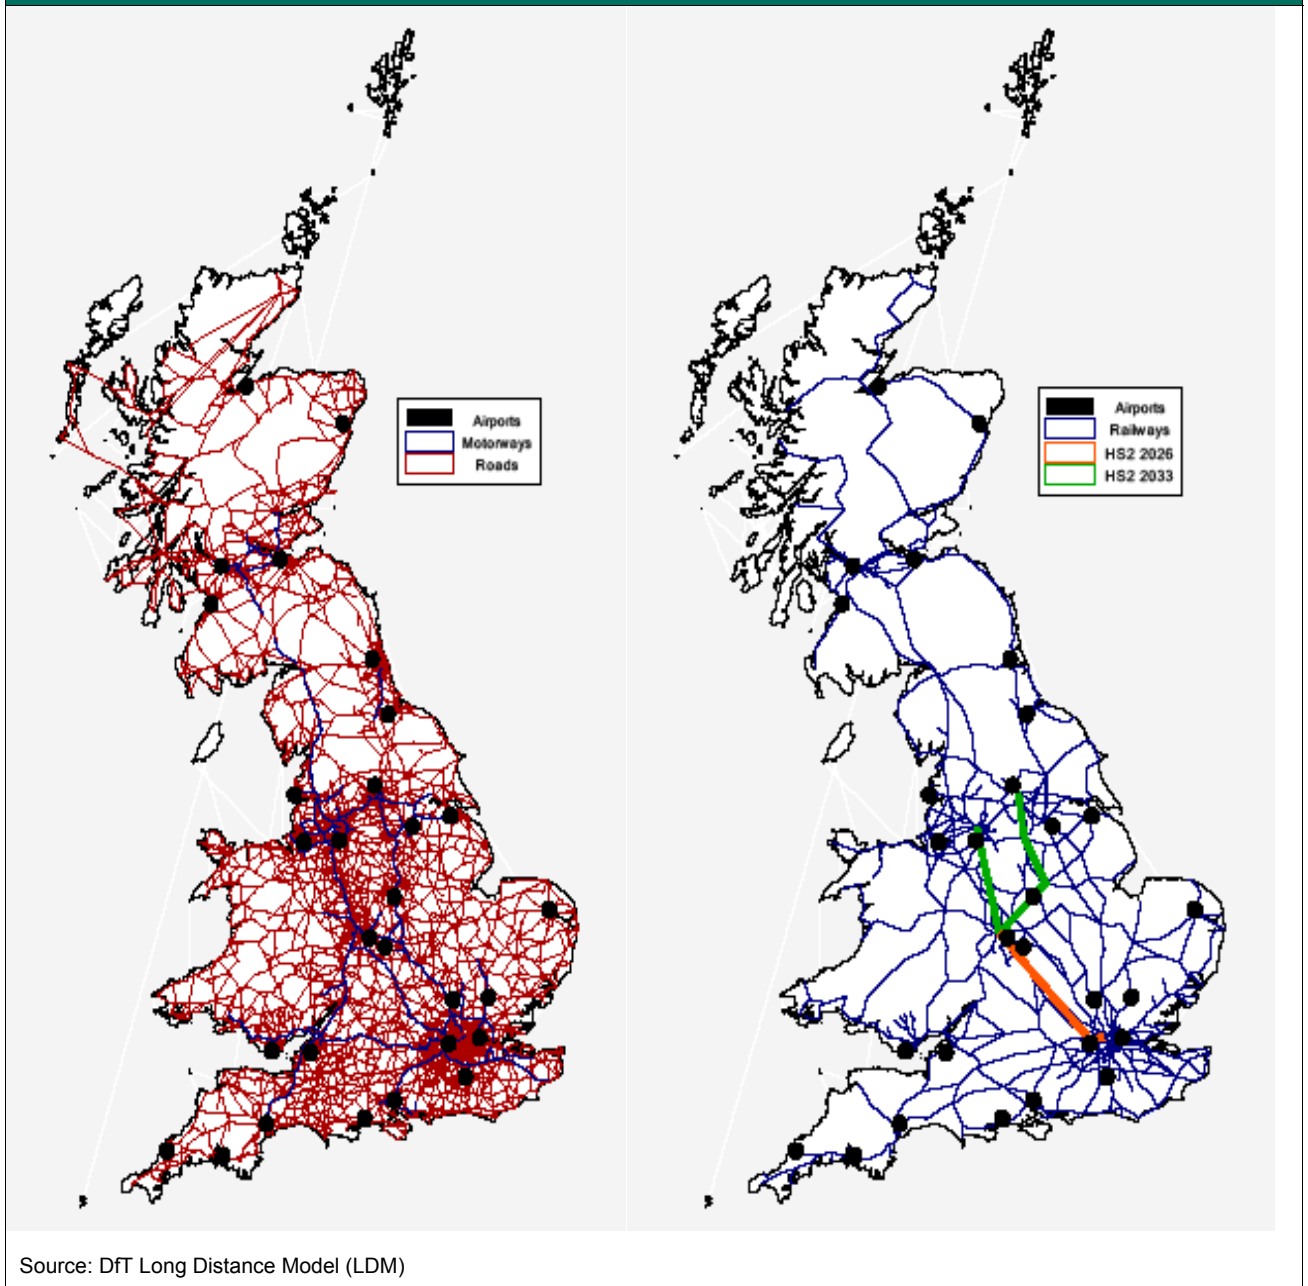 Airports
Motorways
Roads
Airports
Railways
HS2 2026
HS2 2033
Source: DfT Long Distance Model (LDM)